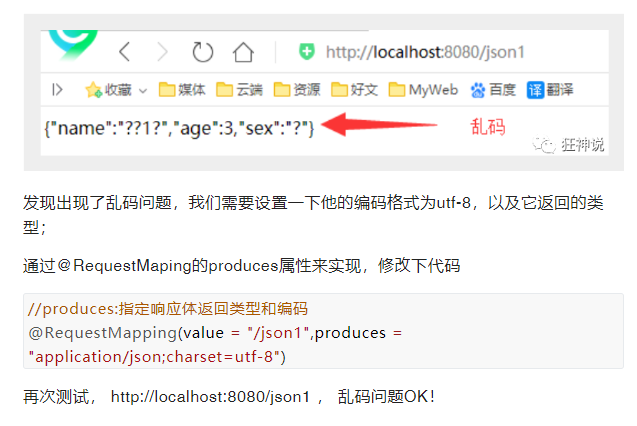 http://localhost:8080/json1
收藏 媒体 云端 资源 好文 MyWeb 百度 译 翻译
{"name":"??1?","age":3,"sex":"?"}
乱码
狂神说
发现出现了乱码问题，我们需要设置一下他的编码格式为utf-8，以及它返回的类
型；
通过@RequestMaping的produces属性来实现，修改下代码
//produces:指定响应体返回类型和编码
@RequestMapping(value = "/json1",produces =
"application/json;charset=utf-8")
再次测试， http://localhost:8080/json1 ， 乱码问题OK！